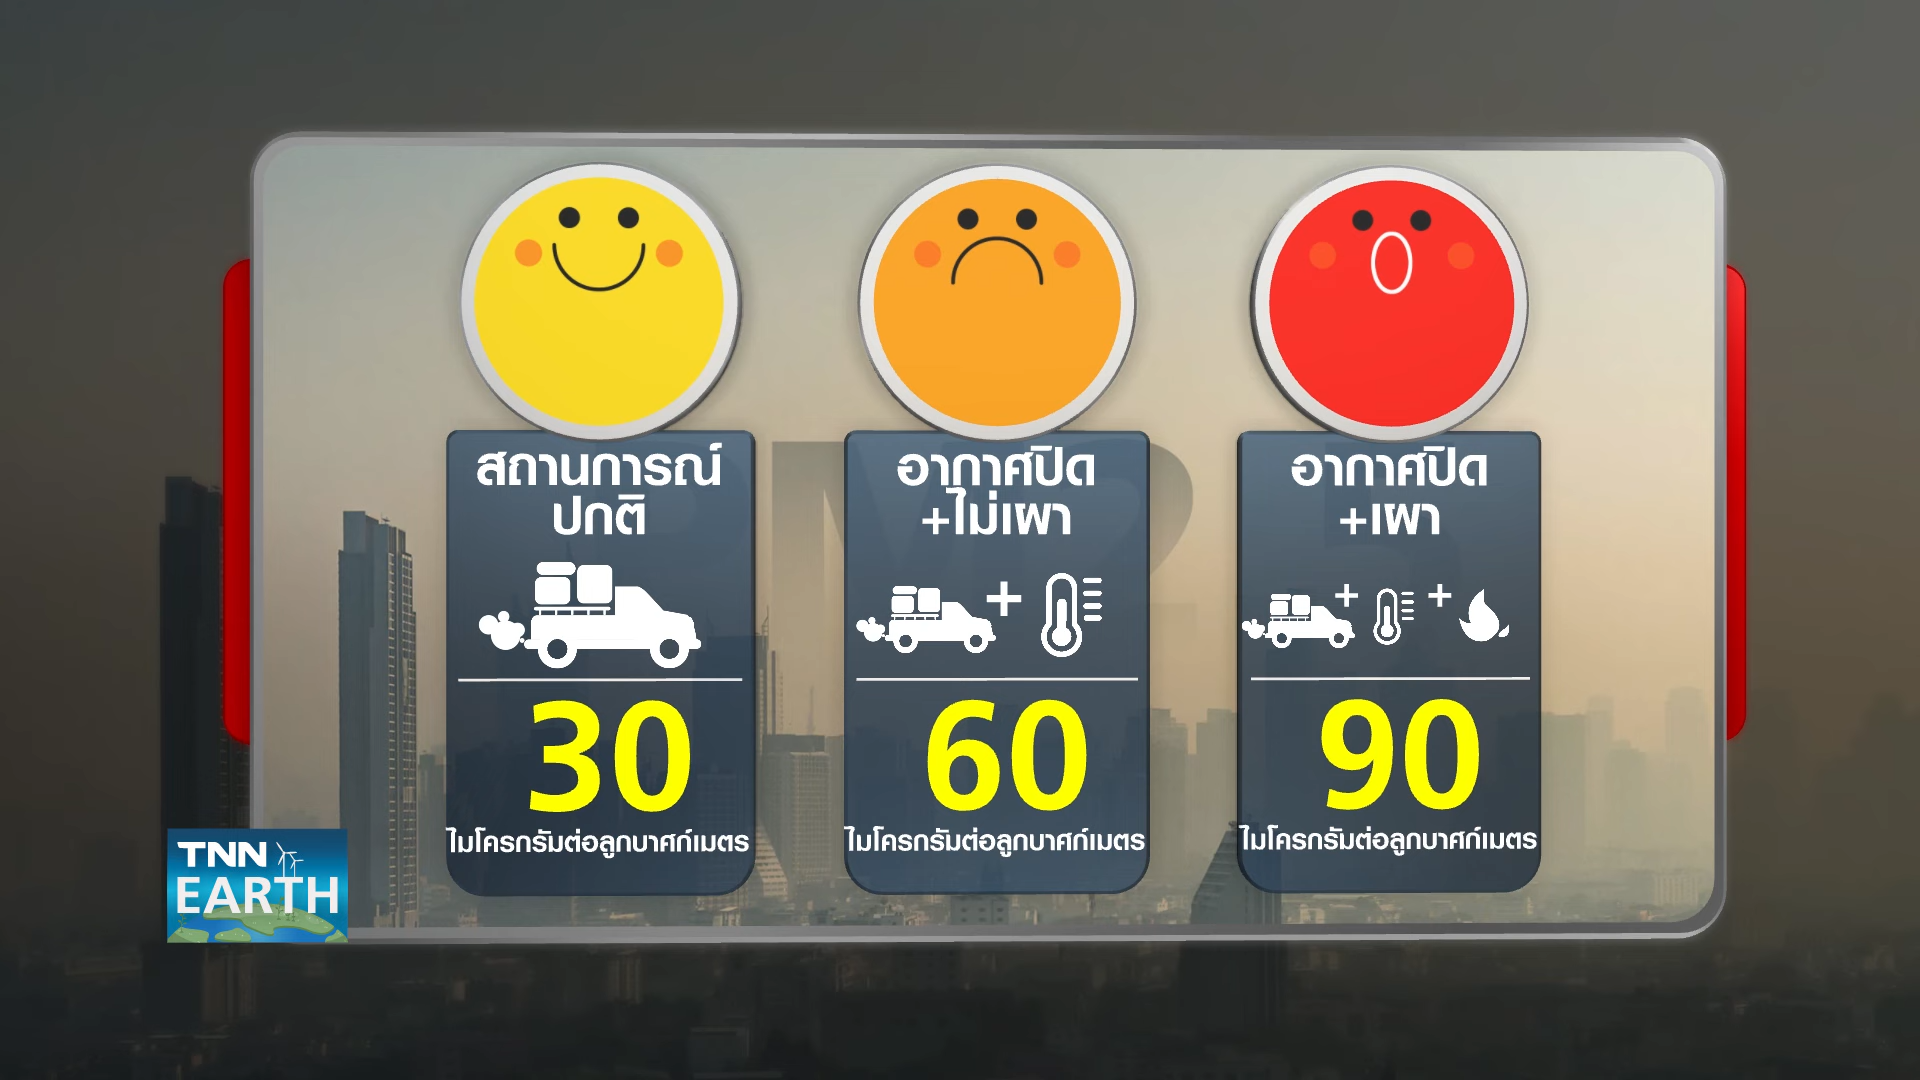 สถานการณ์
ปกติ
30
ไมโครกรัมต่อลูกบาศก์เมตร
อากาศปิด
+ไม่เผา
+
60
ไมโครกรัมต่อลูกบาศก์เมตร
อากาศปิด
+เผา
+ +
90
ไมโครกรัมต่อลูกบาศก์เมตร
TNN
EARTH